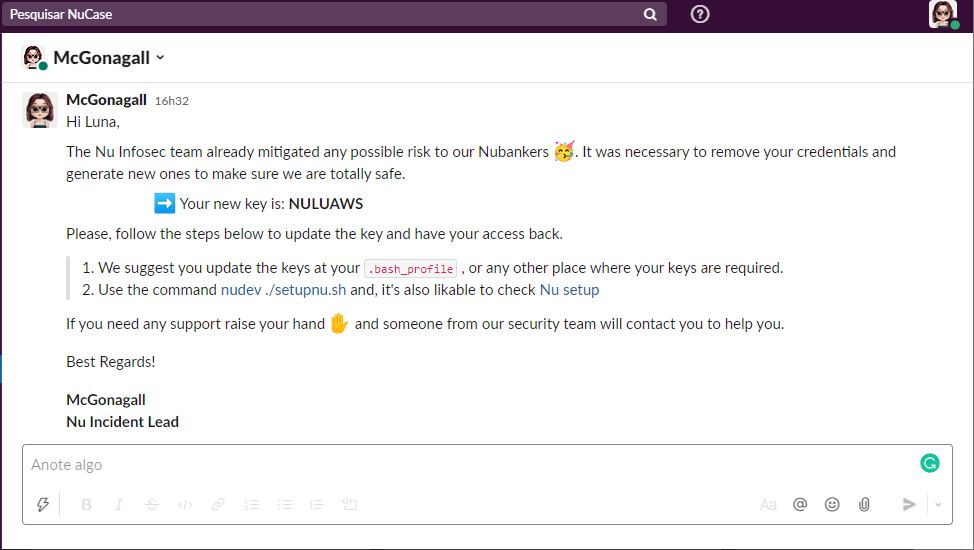 Pesquisar NuCase
McGonagall
McGonagall 16h32
Hi Luna,
The Nu Infosec team already mitigated any possible risk to our Nubankers 🥳. It was necessary to remove your credentials and
generate new ones to make sure we are totally safe.
➡️ Your new key is: NULUAWS
Please, follow the steps below to update the key and have your access back.
1. We suggest you update the keys at your .bash_profile , or any other place where your keys are required.
2. Use the command nudev ./setupnu.sh and, it's also likable to check Nu setup
If you need any support raise your hand ✋ and someone from our security team will contact you to help you.
Best Regards!
McGonagall
Nu Incident Lead
Anote algo
B I S </> Aa @